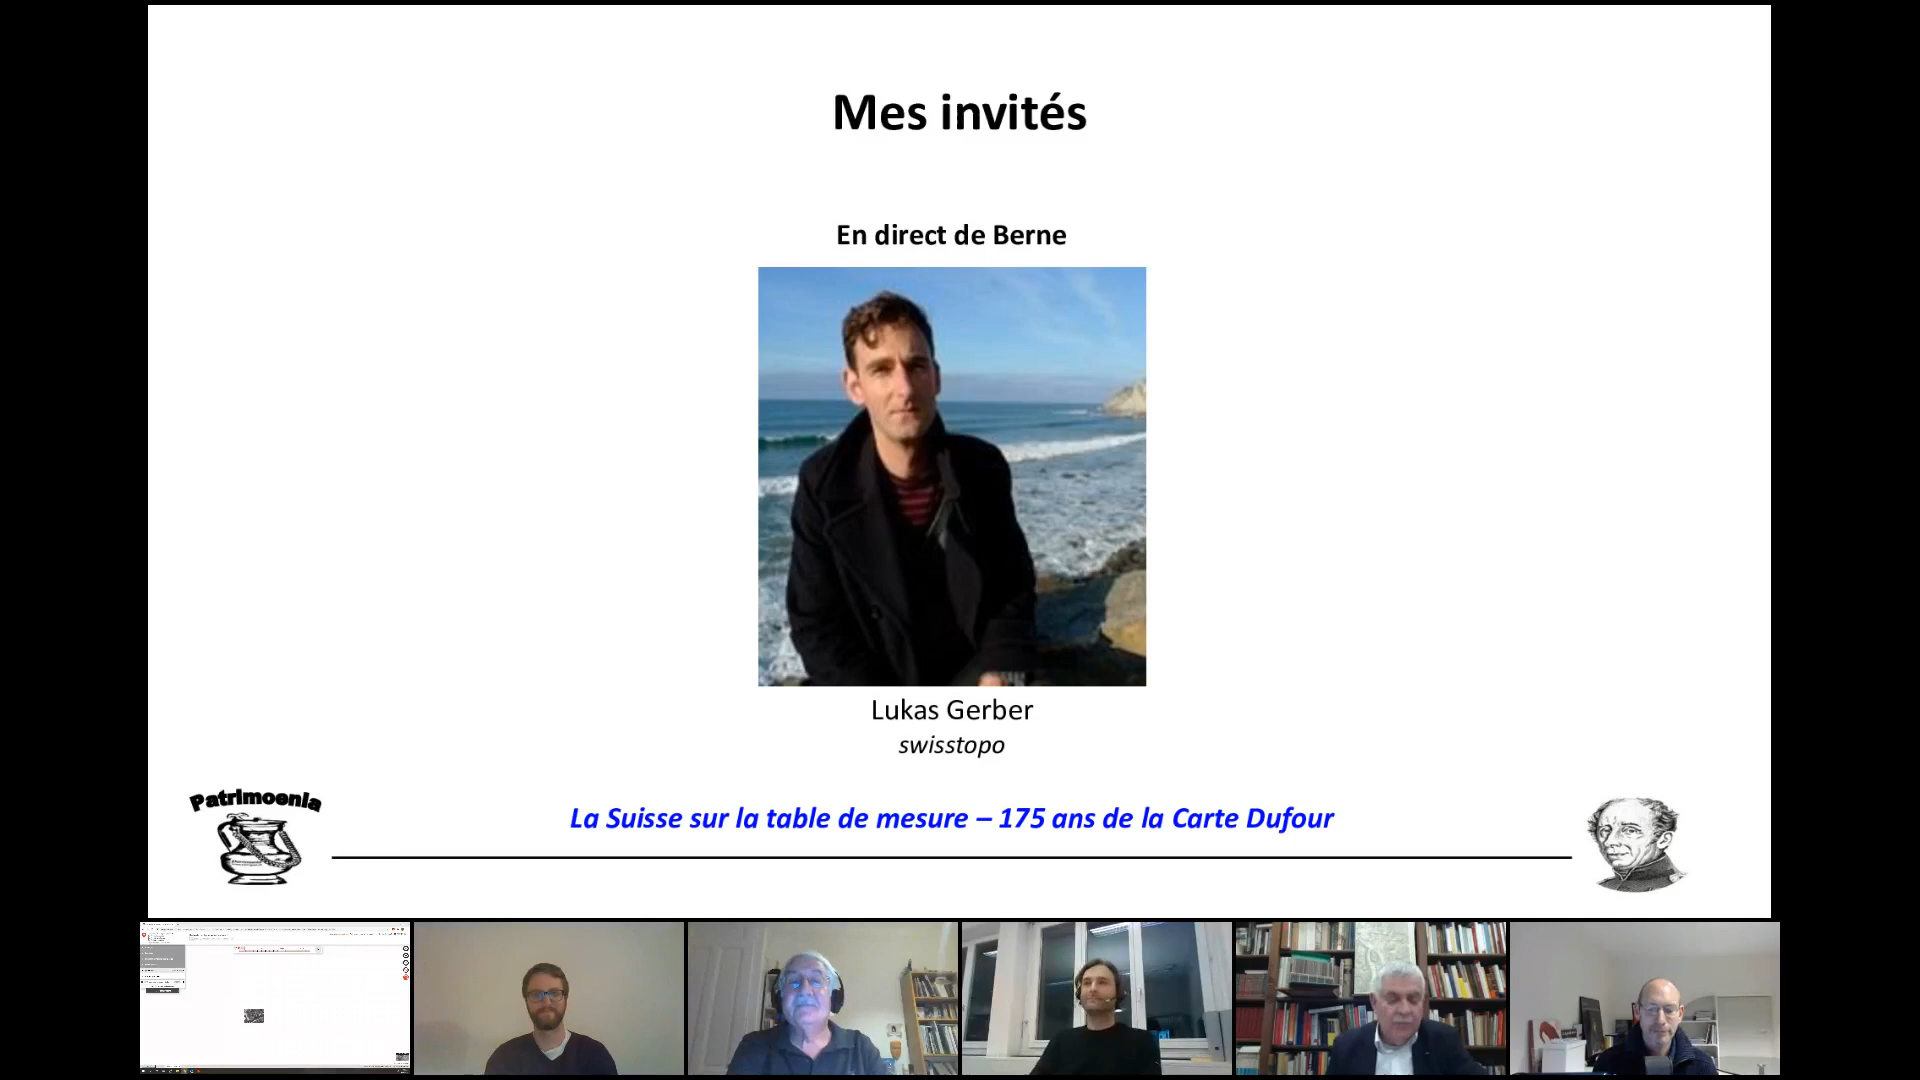 Mes invités
En direct de Berne
Lukas Gerber
swisstopo
Patrimoenia
La Suisse sur la table de mesure – 175 ans de la Carte Dufour